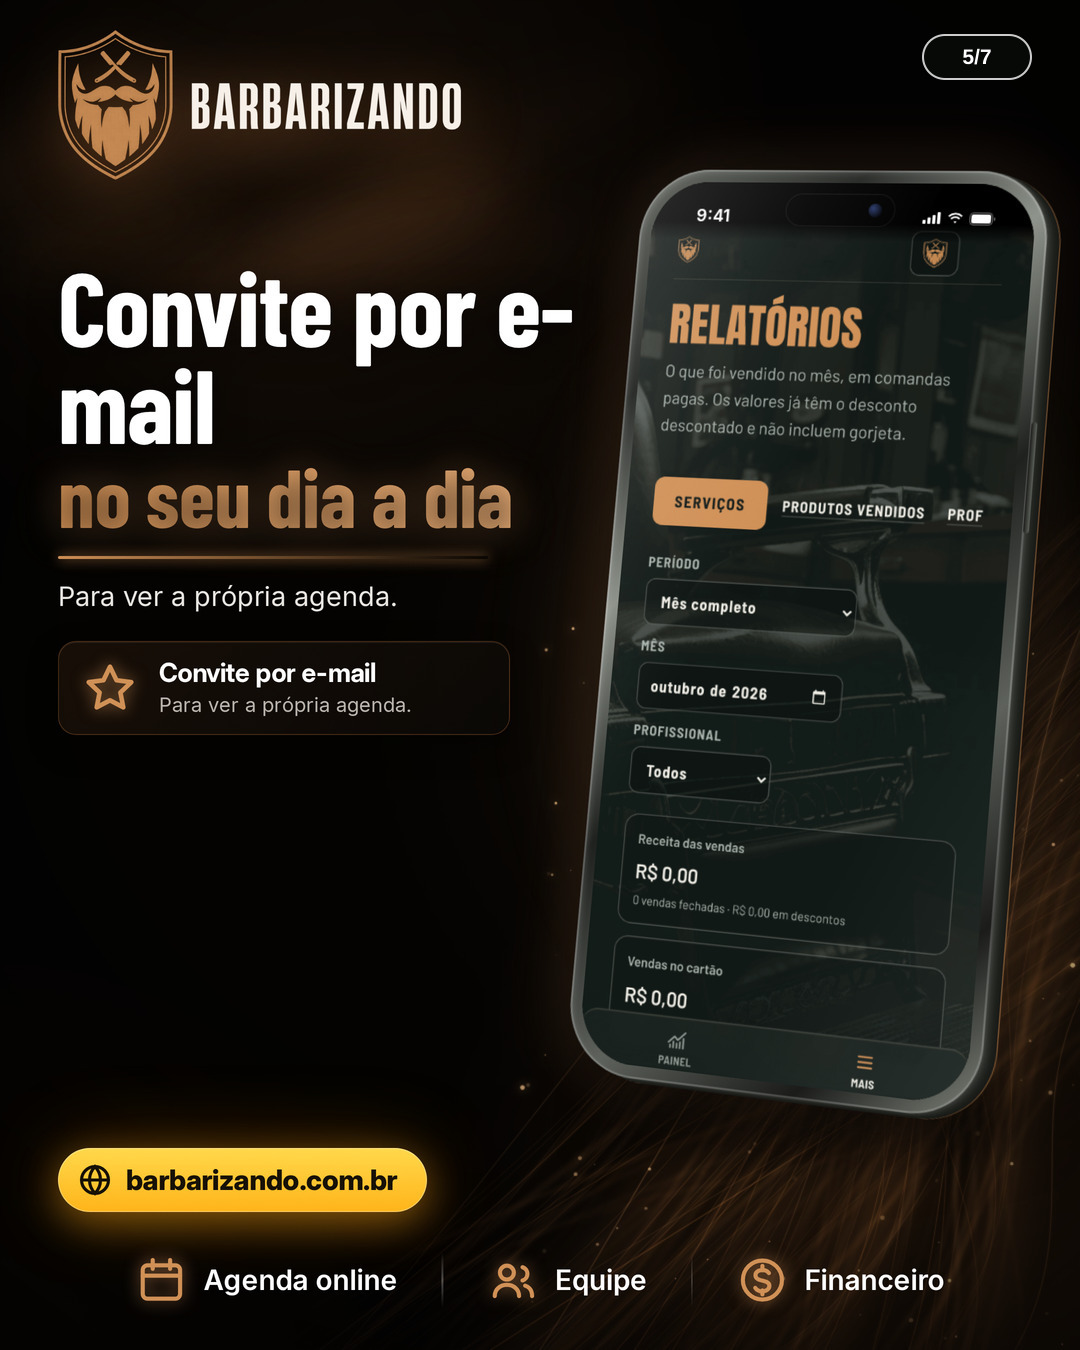 BARBARIZANDO
5/7
Convite por e-
mail
no seu dia a dia
Para ver a própria agenda.
Convite por e-mail
Para ver a própria agenda.
9:41
RELATÓRIOS
O que foi vendido no mês, em comandas
pagas. Os valores já têm o desconto
descontado e não incluem gorjeta.
SERVIÇOS PRODUTOS VENDIDOS PROF
PERÍODO
Mês completo
MÊS
outubro de 2026
PROFISSIONAL
Todos
Receita das vendas
R$ 0,00
0 vendas fechadas · R$ 0,00 em descontos
Vendas no cartão
R$ 0,00
PAINEL MAIS
barbarizando.com.br
Agenda online Equipe Financeiro